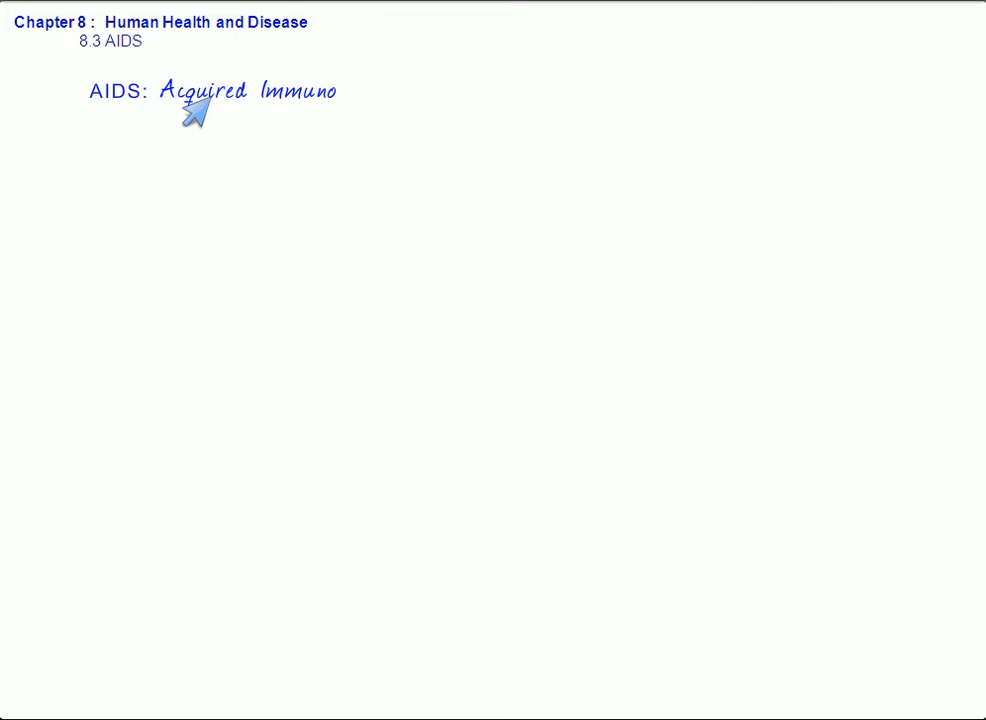 Chapter 8 : Human Health and Disease
8.3 AIDS
AIDS: Acquired Immuno